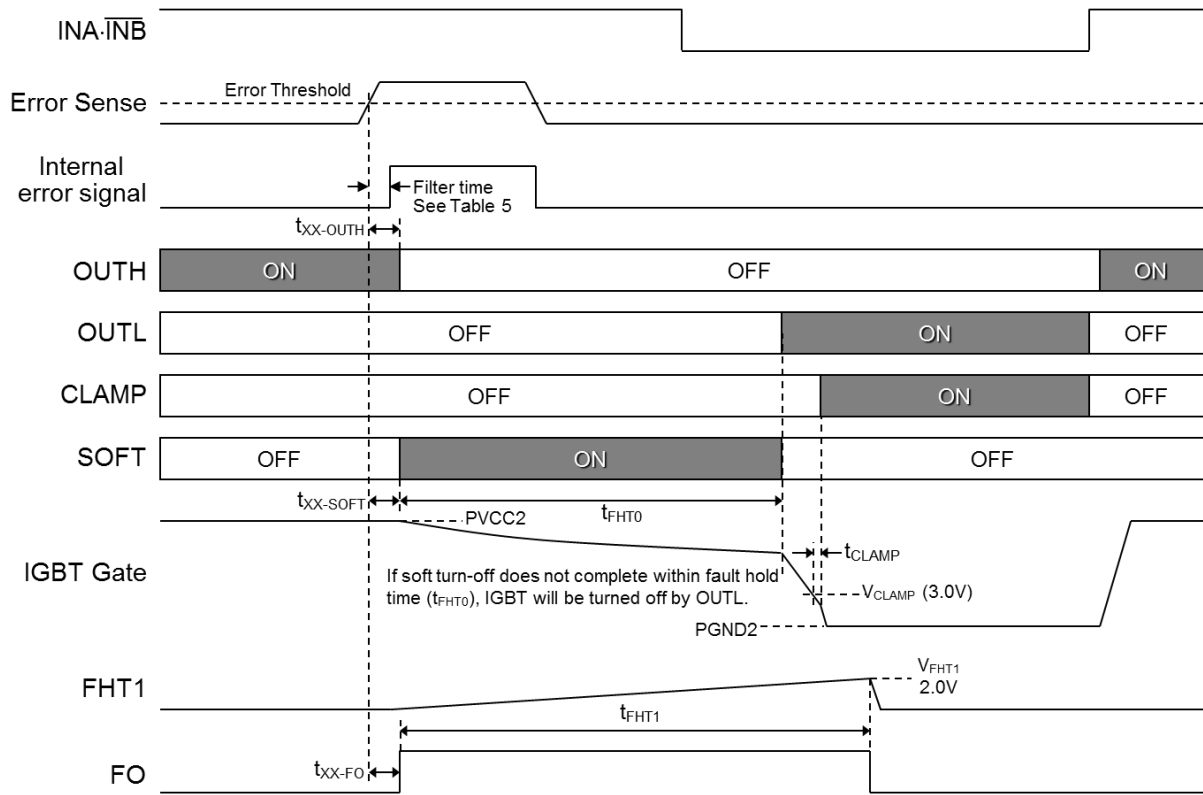 INA·INB
Error Sense
Error Threshold
Internal
error signal
Filter time
See Table 5
tXX-OUTH
OUTH
ON
OFF
ON
OUTL
OFF
ON
OFF
CLAMP
OFF
ON
OFF
SOFT
OFF
ON
OFF
tXX-SOFT
tFHT0
PVCC2
tCLAMP
IGBT Gate
If soft turn-off does not complete within fault hold
time (tFHT0), IGBT will be turned off by OUTL.
VCLAMP (3.0V)
PGND2
FHT1
VFHT1
2.0V
tFHT1
FO
tXX-FO